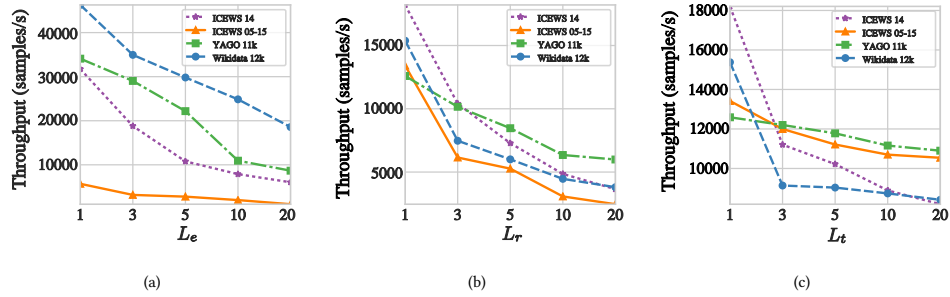 Throughput (samples/s)
40000
30000
20000
10000
ICEWS 14
ICEWS 05-15
YAGO 11k
Wikidata 12k
1 3 5 10 20
L_e
(a)
Throughput (samples/s)
15000
10000
5000
ICEWS 14
ICEWS 05-15
YAGO 11k
Wikidata 12k
1 3 5 10 20
L_r
(b)
Throughput (samples/s)
18000
16000
14000
12000
10000
ICEWS 14
ICEWS 05-15
YAGO 11k
Wikidata 12k
1 3 5 10 20
L_t
(c)